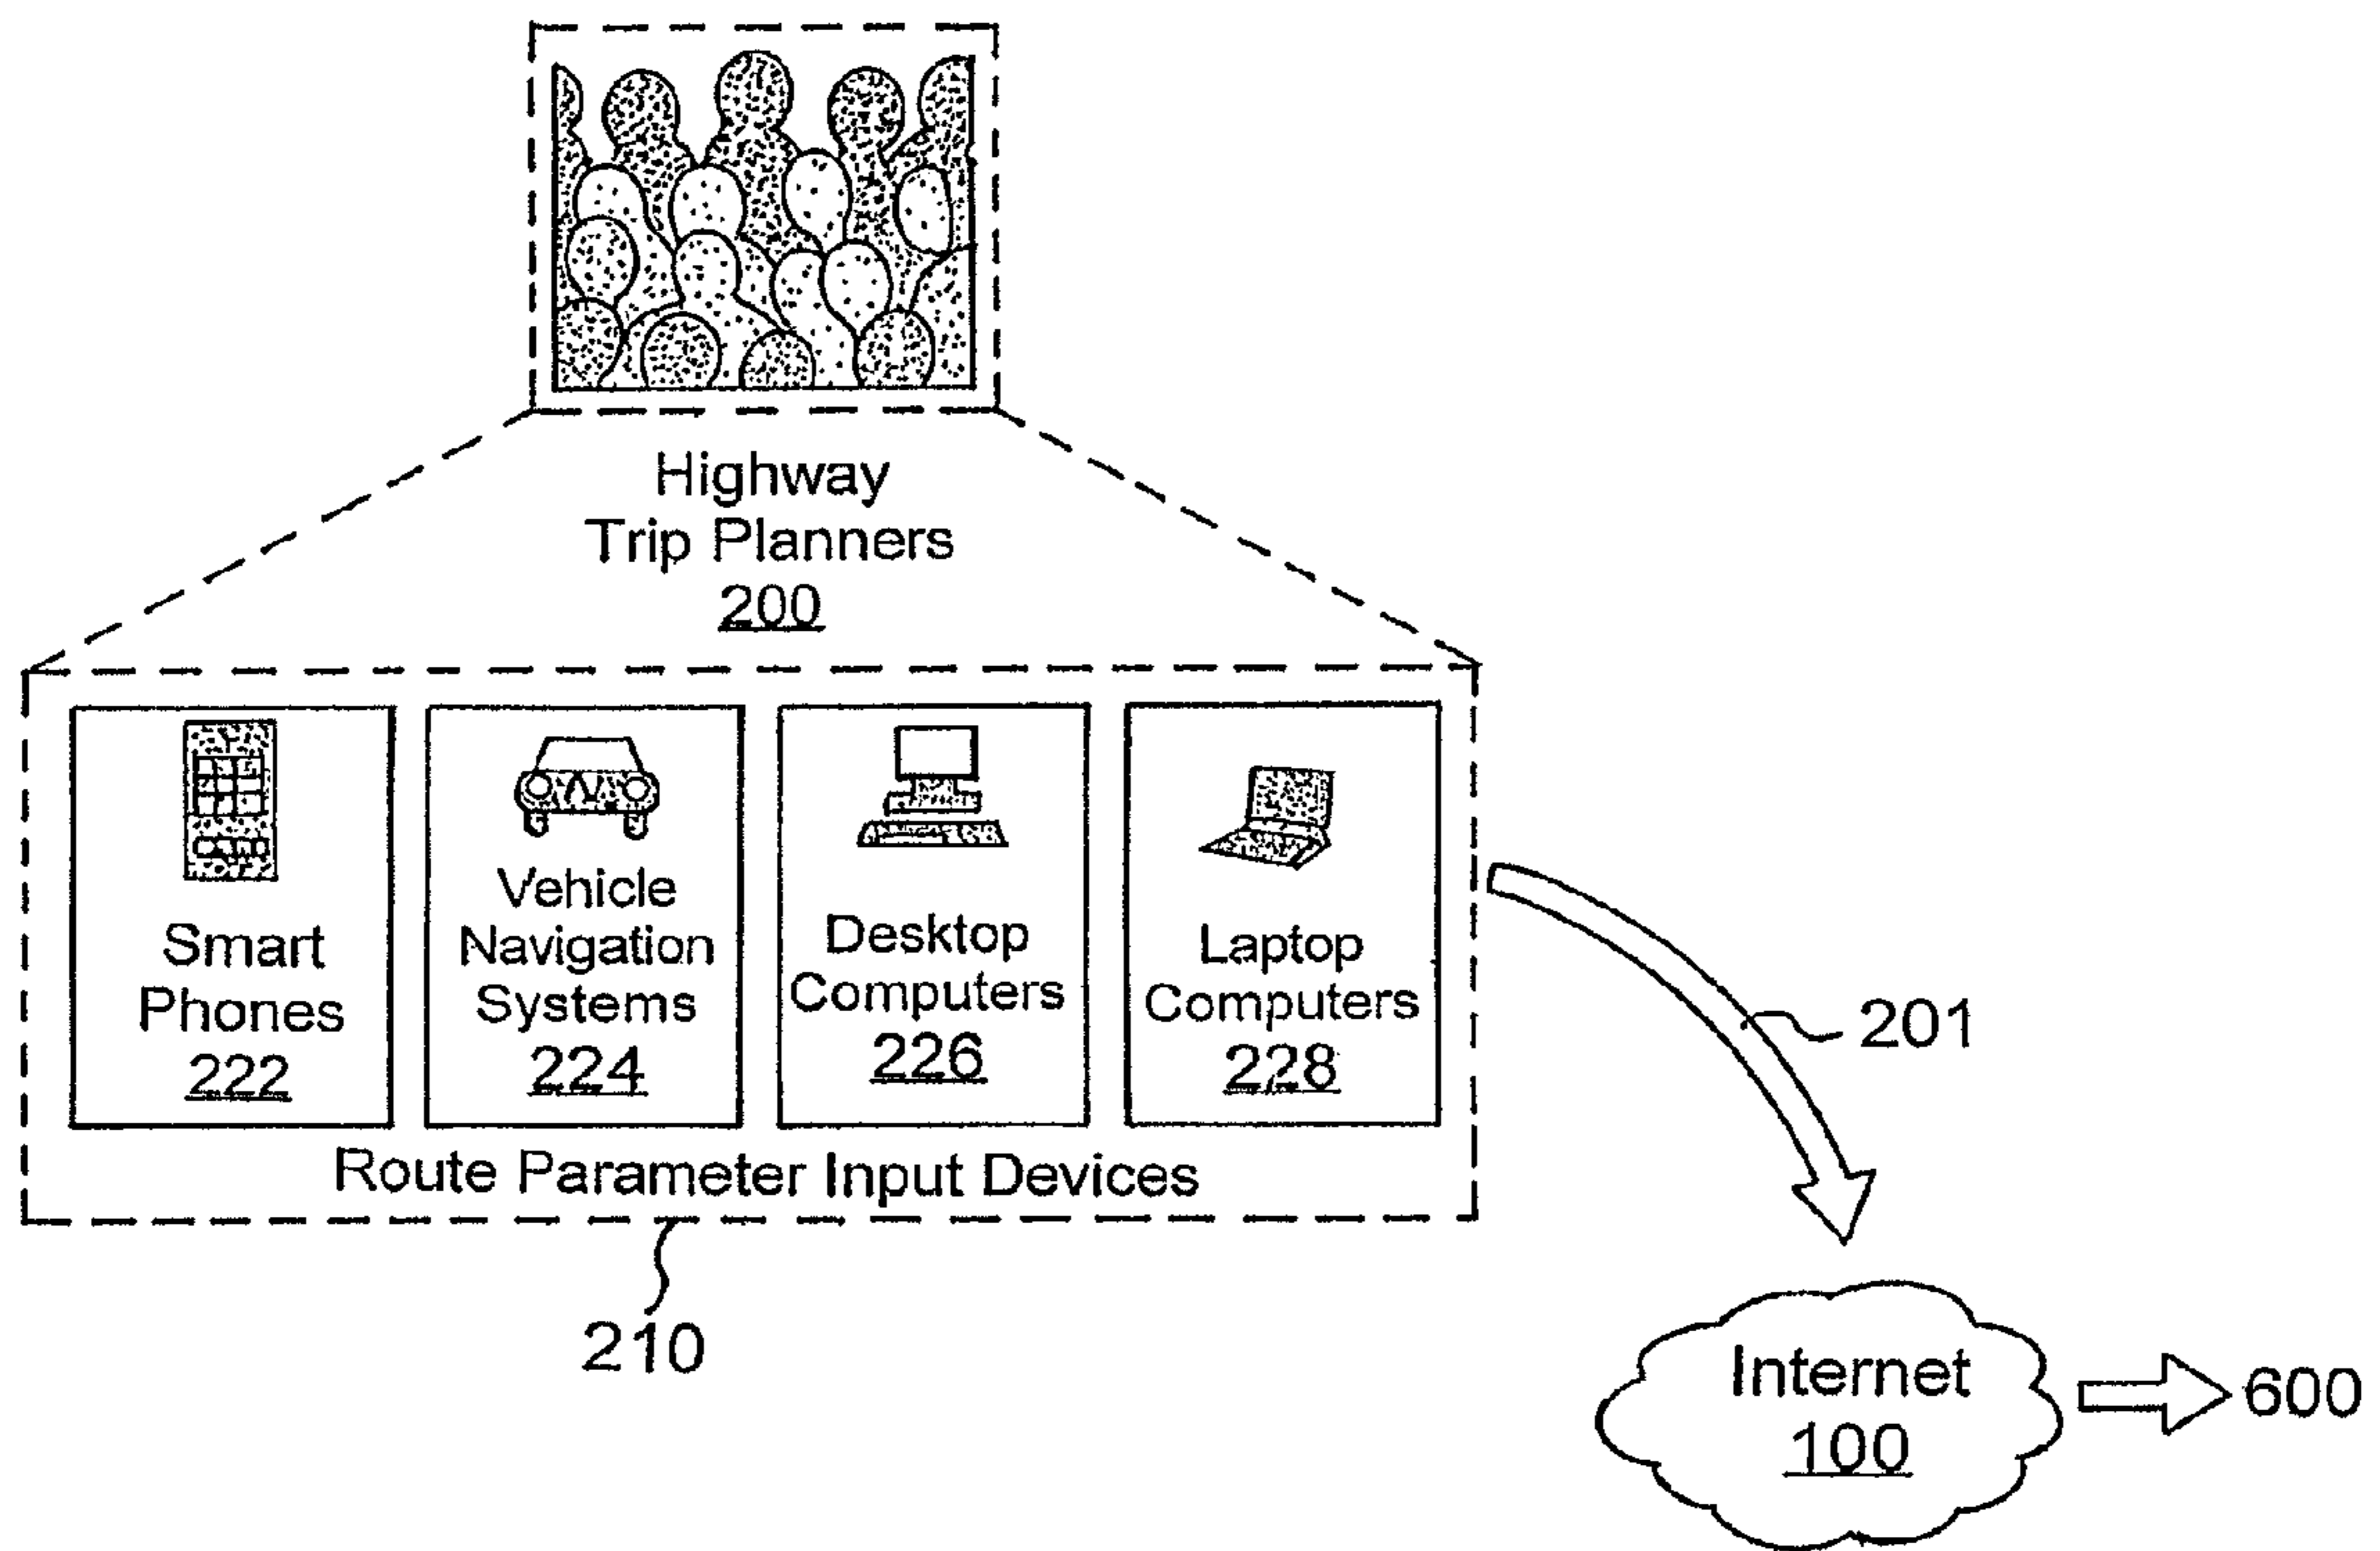 Highway
Trip Planners
200
Smart
Phones
222
Vehicle
Navigation
Systems
224
Desktop
Computers
226
Laptop
Computers
228
Route Parameter Input Devices
210
201
Internet
100
600